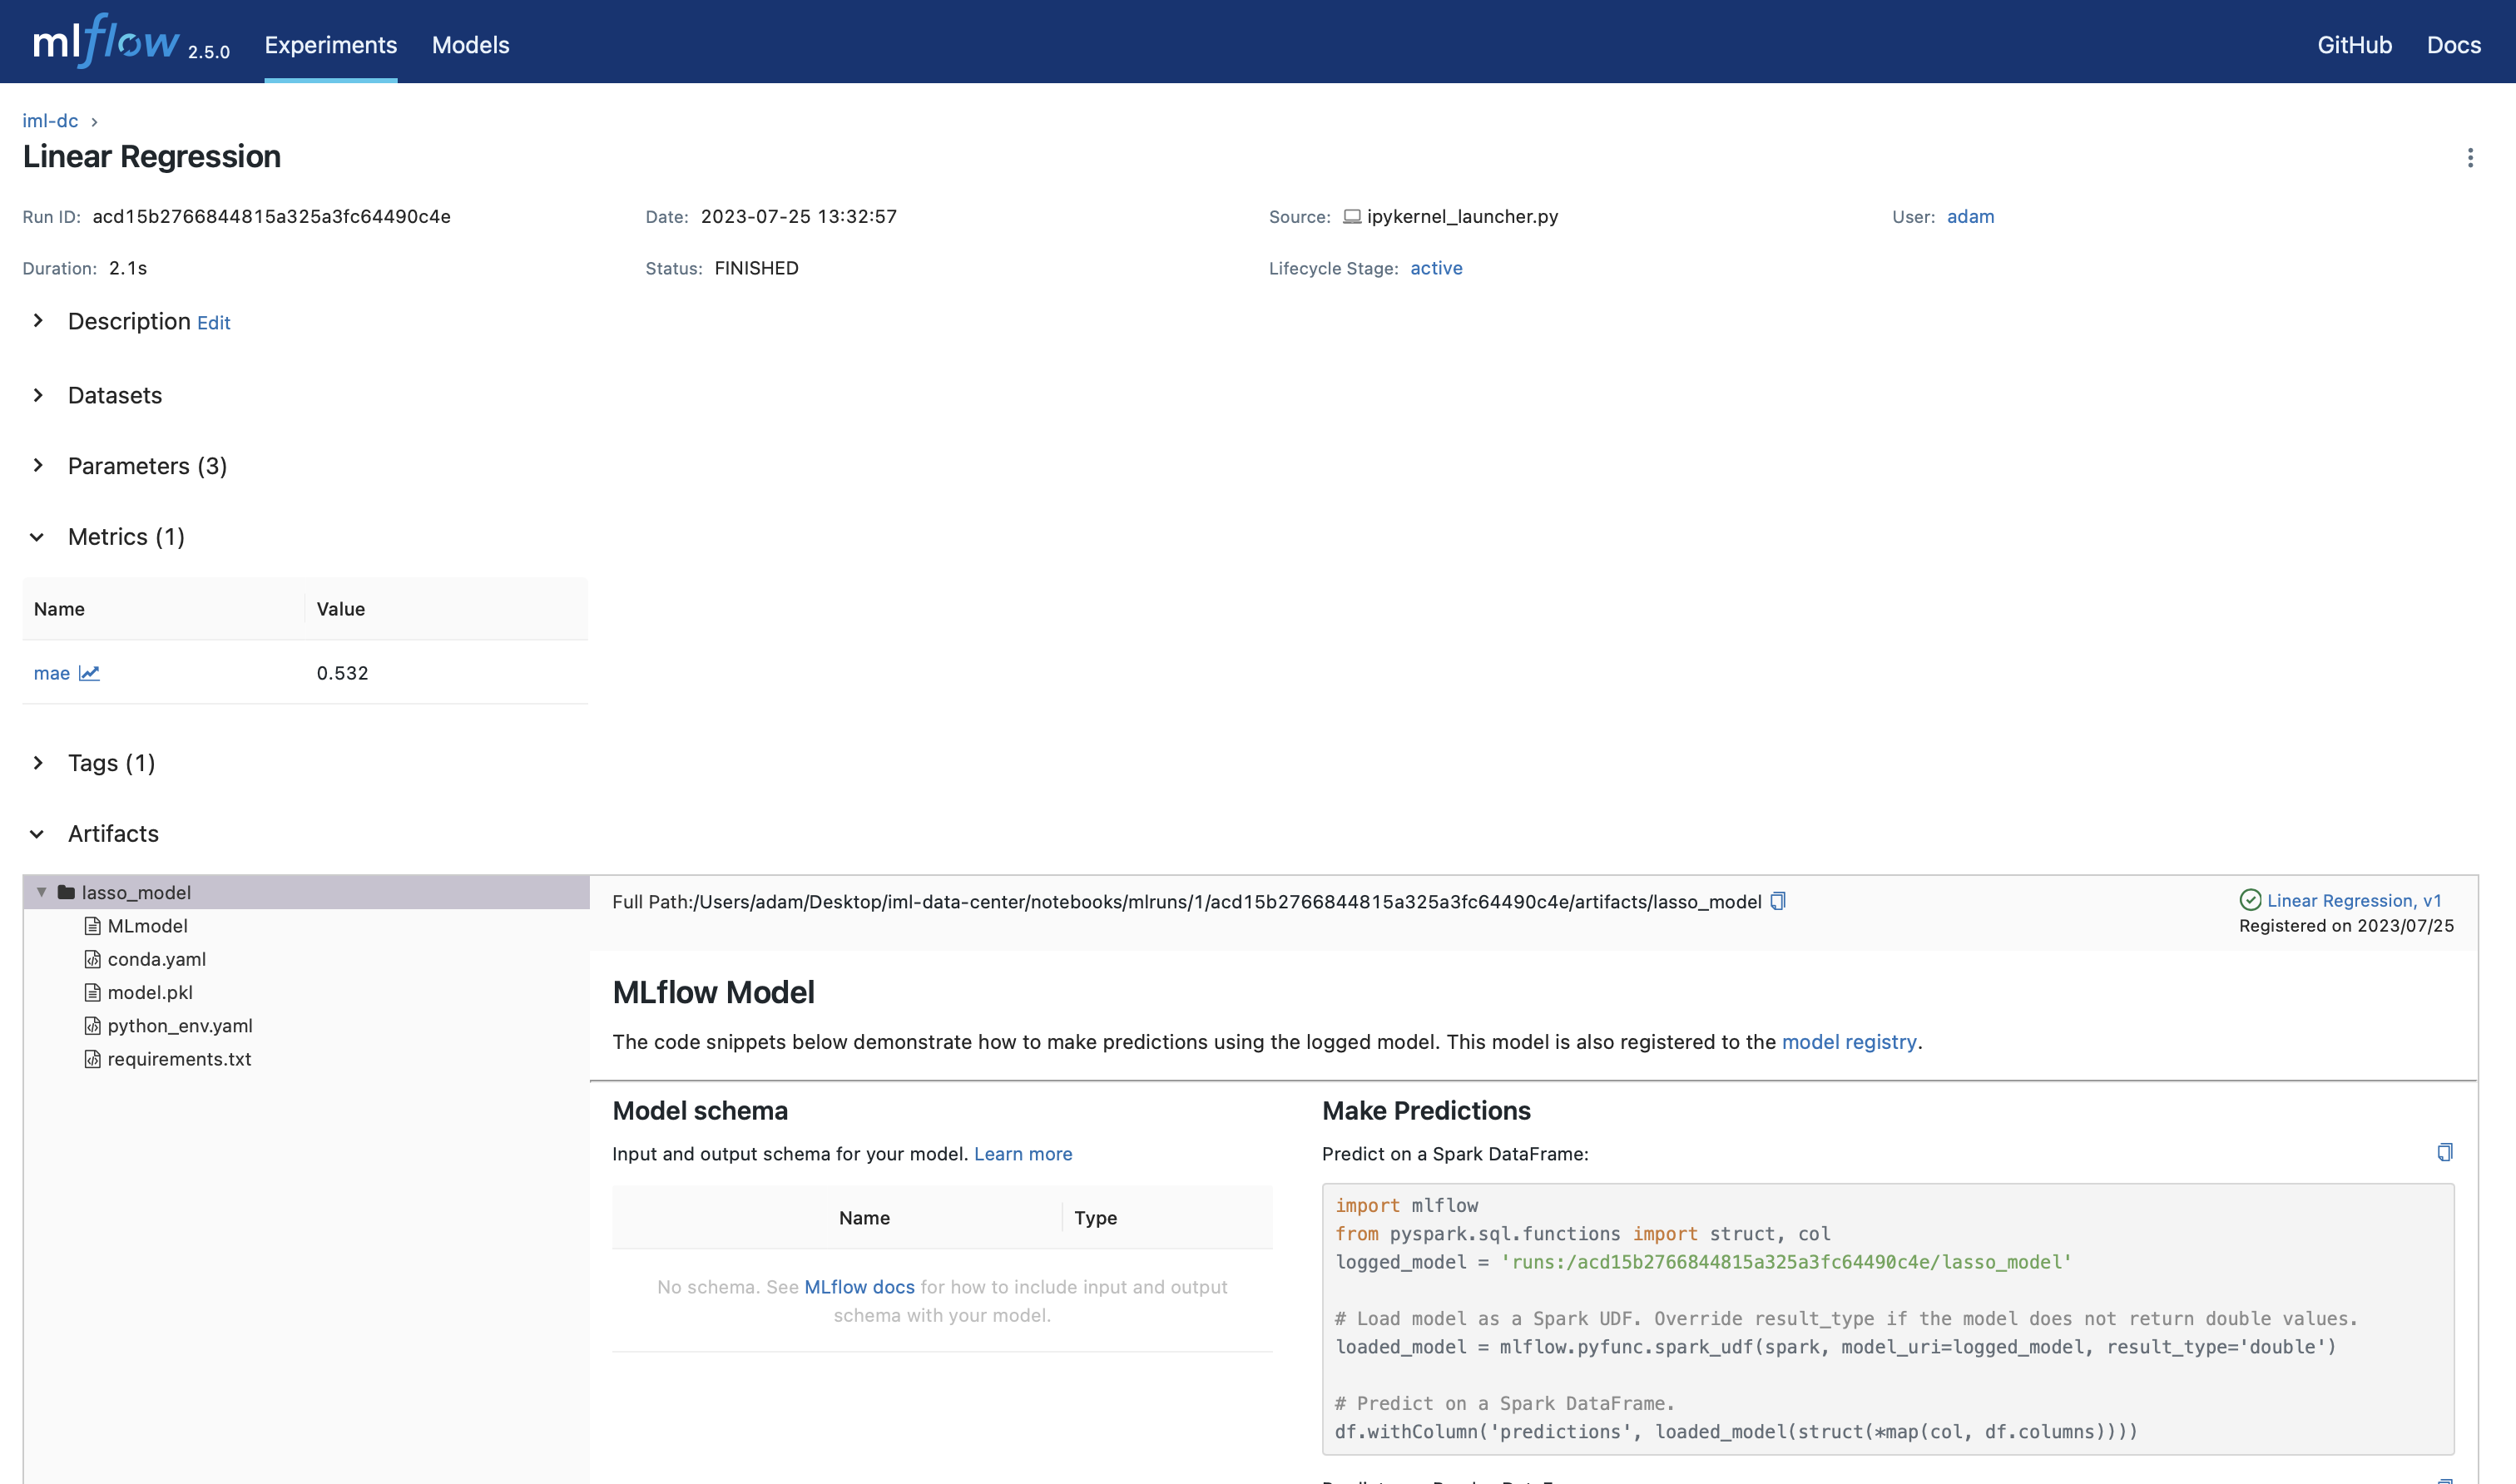 mlflow 2.5.0 Experiments Models GitHub Docs
iml-dc >
Linear Regression
Run ID: acd15b2766844815a325a3fc64490c4e Date: 2023-07-25 13:32:57 Source: ipykernel_launcher.py User: adam
Duration: 2.1s Status: FINISHED Lifecycle Stage: active
Description Edit
Datasets
Parameters (3)
Metrics (1)
Name Value
mae 0.532
Tags (1)
Artifacts
lasso_model
MLmodel
conda.yaml
model.pkl
python_env.yaml
requirements.txt
Full Path:/Users/adam/Desktop/iml-data-center/notebooks/mlruns/1/acd15b2766844815a325a3fc64490c4e/artifacts/lasso_model
Linear Regression, v1
Registered on 2023/07/25
MLflow Model
The code snippets below demonstrate how to make predictions using the logged model. This model is also registered to the model registry.
Model schema
Input and output schema for your model. Learn more
Name Type
No schema. See MLflow docs for how to include input and output
schema with your model.
Make Predictions
Predict on a Spark DataFrame:
import mlflow
from pyspark.sql.functions import struct, col
logged_model = 'runs:/acd15b2766844815a325a3fc64490c4e/lasso_model'
# Load model as a Spark UDF. Override result_type if the model does not return double values.
loaded_model = mlflow.pyfunc.spark_udf(spark, model_uri=logged_model, result_type='double')
# Predict on a Spark DataFrame.
df.withColumn('predictions', loaded_model(struct(*map(col, df.columns))))